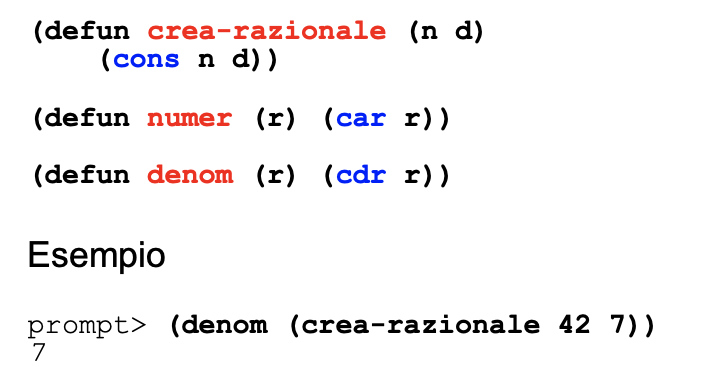 (defun crea-razionale (n d)
(cons n d))
(defun numer (r) (car r))
(defun denom (r) (cdr r))
Esempio
prompt> (denom (crea-razionale 42 7))
7